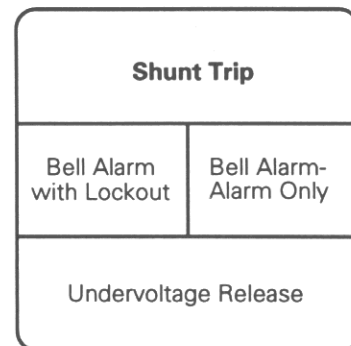 Shunt Trip
Bell Alarm
with Lockout
Bell Alarm-
Alarm Only
Undervoltage Release